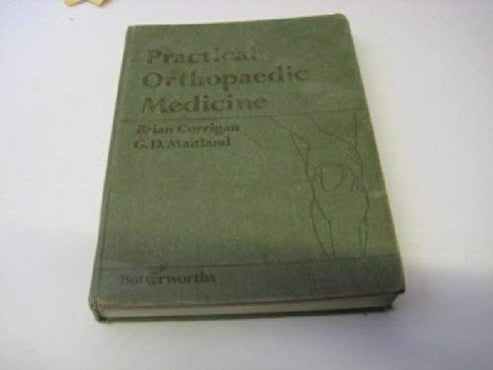 Practical
Orthopaedic
Medicine
Brian Corrigan
G.D. Maitland
Butterworths